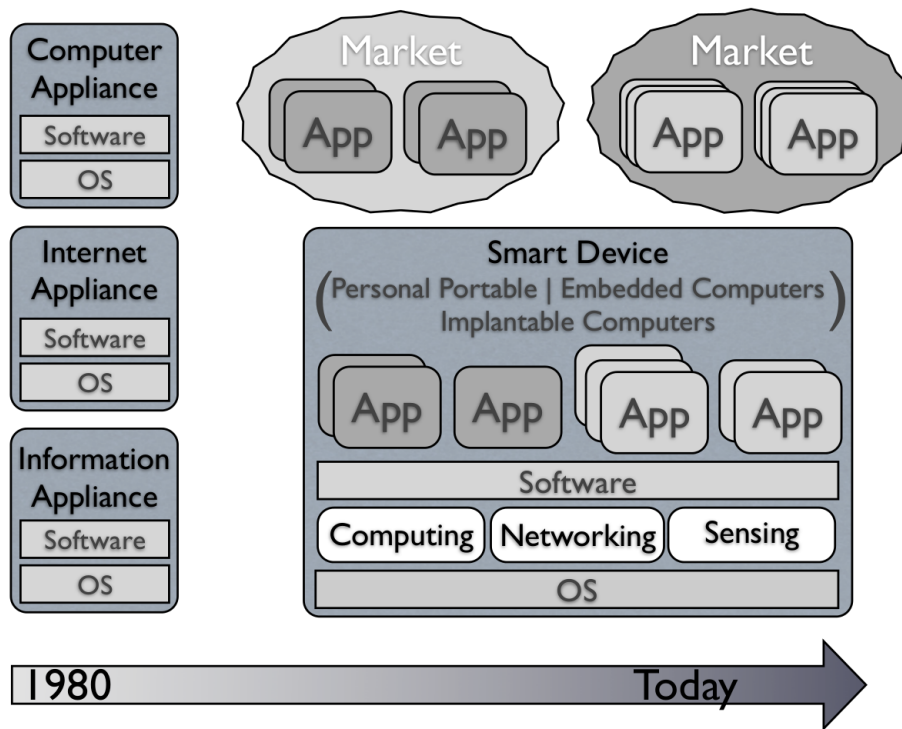 Computer
Appliance
Software
OS
Internet
Appliance
Software
OS
Information
Appliance
Software
OS
Market
App
App
Market
App
App
Smart Device
(Personal Portable | Embedded Computers
Implantable Computers)
App
App
App
App
Software
Computing
Networking
Sensing
OS
1980
Today